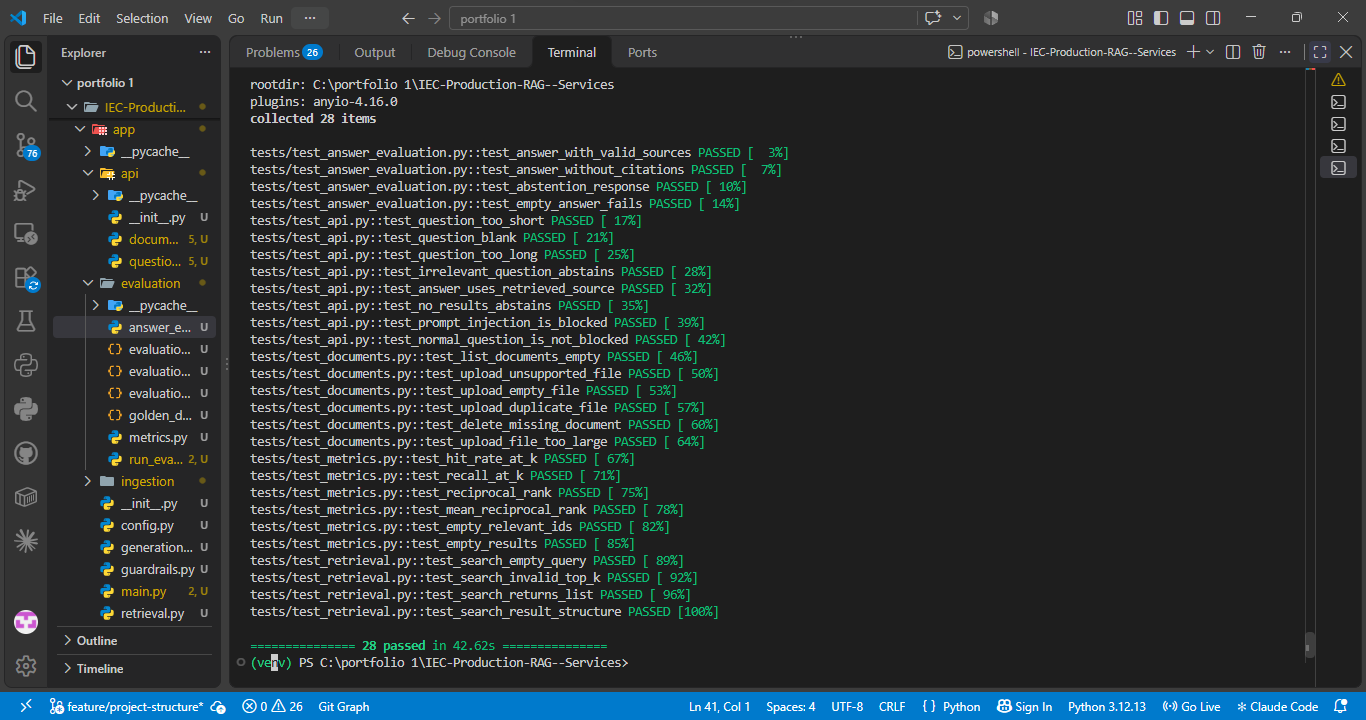 File Edit Selection View Go Run ··· portfolio 1
Explorer ···
portfolio 1
IEC-Producti...
app
__pycache__
api
__pycache__
__init__.py U
docum... 5, U
questio... 5, U
evaluation
__pycache__
answer_e... U
evaluatio... U
evaluatio... U
evaluatio... U
golden_d... U
metrics.py U
run_eva... 2, U
ingestion
__init__.py U
config.py U
generation... U
guardrails.py U
main.py 2, U
retrieval.py U
Outline
Timeline
76
Problems 26 Output Debug Console Terminal Ports powershell - IEC-Production-RAG--Services
rootdir: C:\portfolio 1\IEC-Production-RAG--Services
plugins: anyio-4.16.0
collected 28 items
tests/test_answer_evaluation.py::test_answer_with_valid_sources PASSED [  3%]
tests/test_answer_evaluation.py::test_answer_without_citations PASSED [  7%]
tests/test_answer_evaluation.py::test_abstention_response PASSED [ 10%]
tests/test_answer_evaluation.py::test_empty_answer_fails PASSED [ 14%]
tests/test_api.py::test_question_too_short PASSED [ 17%]
tests/test_api.py::test_question_blank PASSED [ 21%]
tests/test_api.py::test_question_too_long PASSED [ 25%]
tests/test_api.py::test_irrelevant_question_abstains PASSED [ 28%]
tests/test_api.py::test_answer_uses_retrieved_source PASSED [ 32%]
tests/test_api.py::test_no_results_abstains PASSED [ 35%]
tests/test_api.py::test_prompt_injection_is_blocked PASSED [ 39%]
tests/test_api.py::test_normal_question_is_not_blocked PASSED [ 42%]
tests/test_documents.py::test_list_documents_empty PASSED [ 46%]
tests/test_documents.py::test_upload_unsupported_file PASSED [ 50%]
tests/test_documents.py::test_upload_empty_file PASSED [ 53%]
tests/test_documents.py::test_upload_duplicate_file PASSED [ 57%]
tests/test_documents.py::test_delete_missing_document PASSED [ 60%]
tests/test_documents.py::test_upload_file_too_large PASSED [ 64%]
tests/test_metrics.py::test_hit_rate_at_k PASSED [ 67%]
tests/test_metrics.py::test_recall_at_k PASSED [ 71%]
tests/test_metrics.py::test_reciprocal_rank PASSED [ 75%]
tests/test_metrics.py::test_mean_reciprocal_rank PASSED [ 78%]
tests/test_metrics.py::test_empty_relevant_ids PASSED [ 82%]
tests/test_metrics.py::test_empty_results PASSED [ 85%]
tests/test_retrieval.py::test_search_empty_query PASSED [ 89%]
tests/test_retrieval.py::test_search_invalid_top_k PASSED [ 92%]
tests/test_retrieval.py::test_search_returns_list PASSED [ 96%]
tests/test_retrieval.py::test_search_result_structure PASSED [100%]
=============== 28 passed in 42.62s ===============
(venv) PS C:\portfolio 1\IEC-Production-RAG--Services>
feature/project-structure* 0 26 Git Graph Ln 41, Col 1 Spaces: 4 UTF-8 CRLF { } Python Sign In Python 3.12.13 Go Live Claude Code